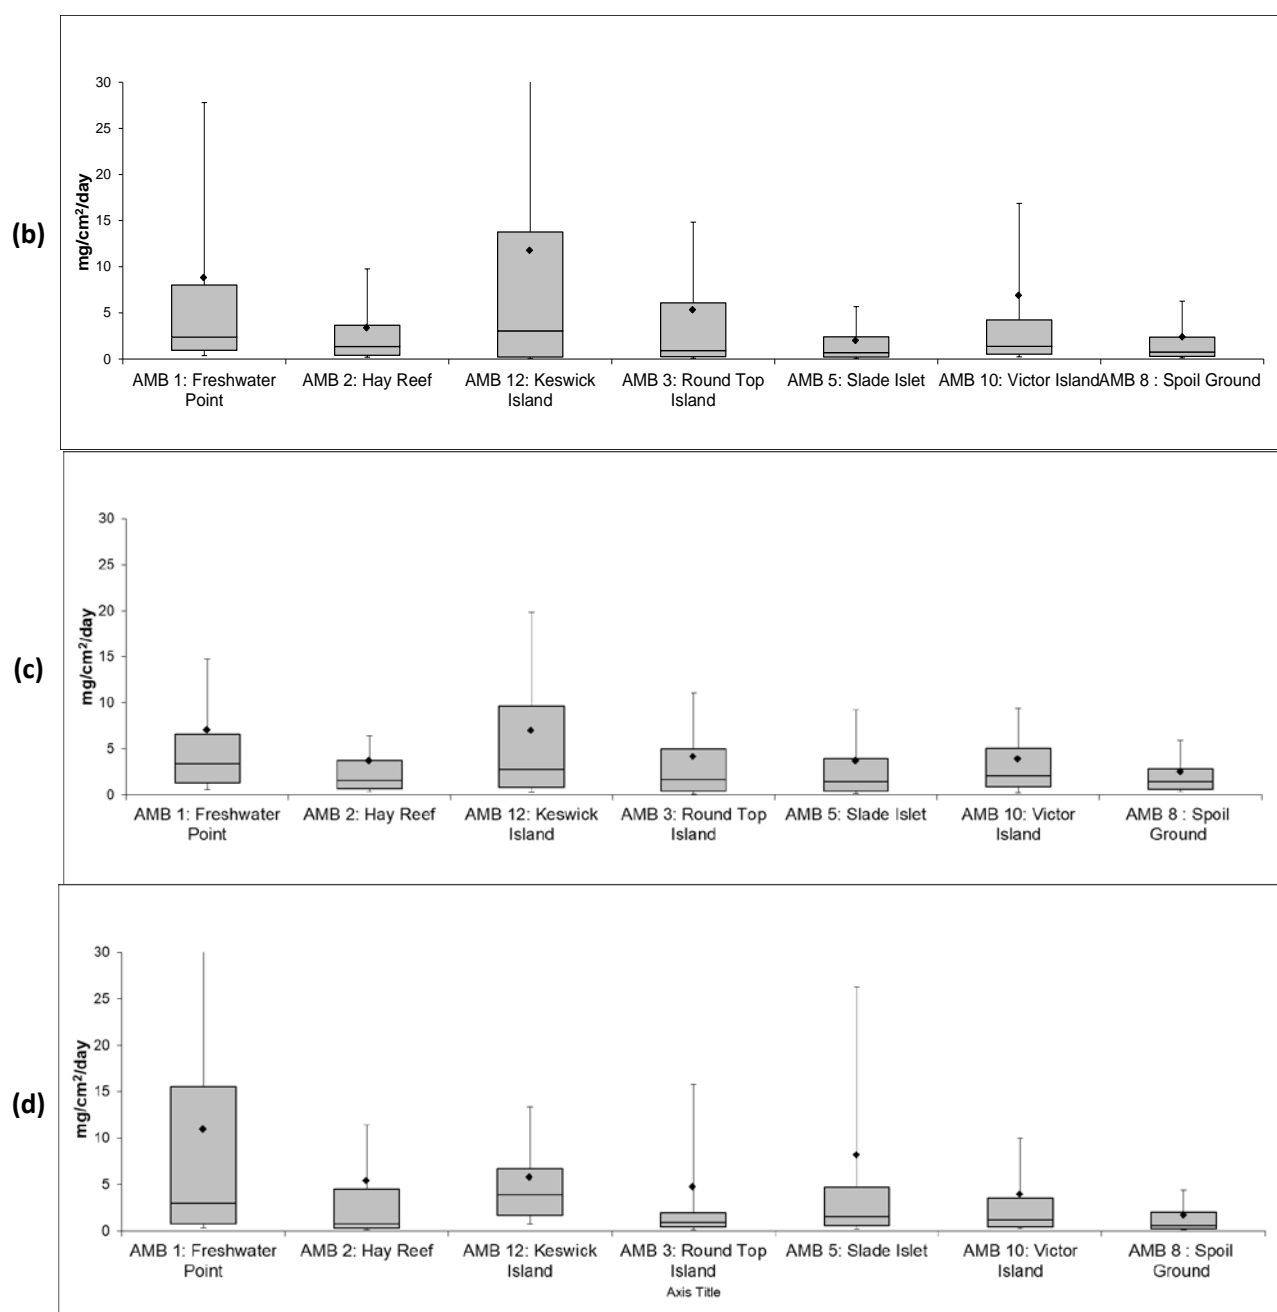 (b)
mg/cm²/day
30
25
20
15
10
5
0
AMB 1: Freshwater Point
AMB 2: Hay Reef
AMB 12: Keswick Island
AMB 3: Round Top Island
AMB 5: Slade Islet
AMB 10: Victor Island
AMB 8 : Spoil Ground
(c)
mg/cm²/day
30
25
20
15
10
5
0
AMB 1: Freshwater
Point
AMB 2: Hay Reef
AMB 12: Keswick
Island
AMB 3: Round Top
Island
AMB 5: Slade Islet
AMB 10: Victor
Island
AMB 8 : Spoil
Ground
(d)
mg/cm²/day
30
25
20
15
10
5
0
AMB 1: Freshwater
Point
AMB 2: Hay Reef
AMB 12: Keswick
Island
AMB 3: Round Top
Island
AMB 5: Slade Islet
AMB 10: Victor
Island
AMB 8 : Spoil
Ground
Axis Title